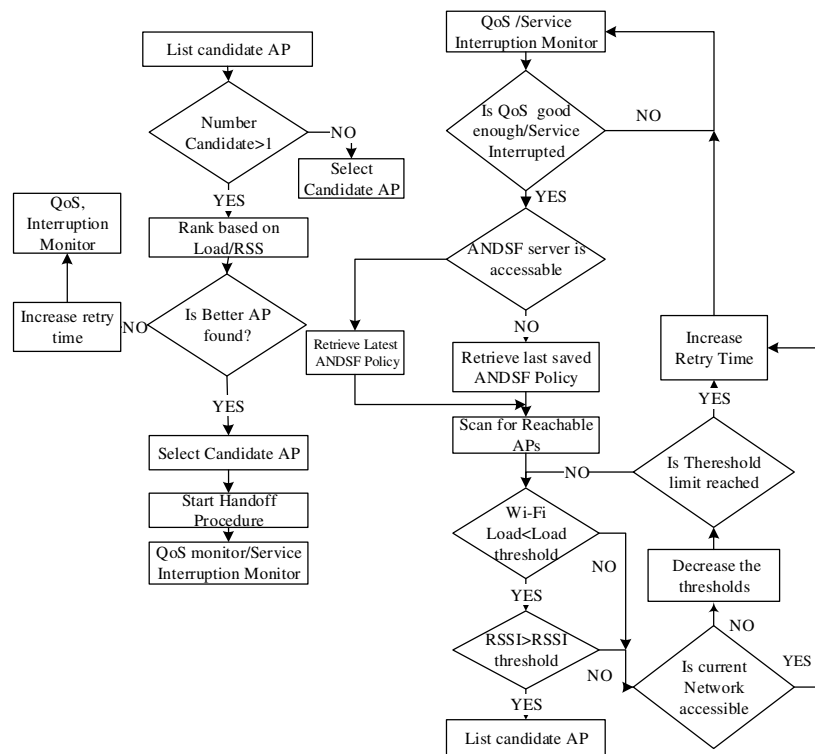 List candidate AP
Number
Candidate>1
NO
Select
Candidate AP
YES
QoS,
Interruption
Monitor
Rank based on
Load/RSS
Increase retry
time
NO
Is Better AP
found?
YES
Select Candidate AP
Start Handoff
Procedure
QoS monitor/Service
Interruption Monitor
QoS /Service
Interruption Monitor
Is QoS good
enough/Service
Interrupted
NO
YES
ANDSF server is
accessable
Retrieve Latest
ANDSF Policy
NO
Retrieve last saved
ANDSF Policy
Increase
Retry Time
YES
Scan for Reachable
APs
NO
Is Thereshold
limit reached
Wi-Fi
Load<Load
threshold
NO
Decrease the
thresholds
YES
NO
RSSI>RSSI
threshold
NO
Is current
Network
accessible
YES
YES
List candidate AP